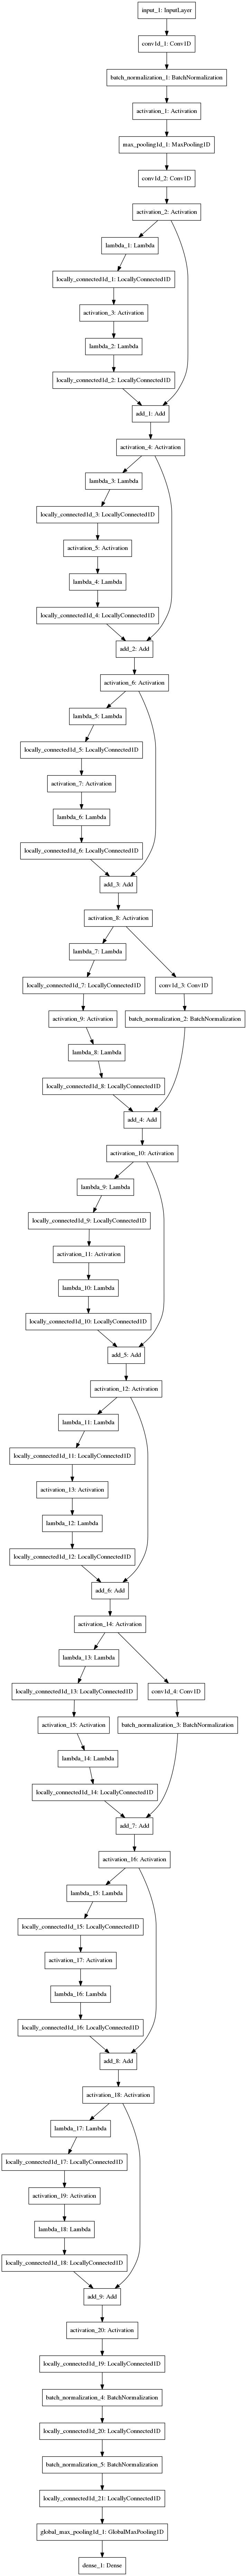 input_1: InputLayer
conv1d_1: Conv1D
batch_normalization_1: BatchNormalization
activation_1: Activation
max_pooling1d_1: MaxPooling1D
conv1d_2: Conv1D
activation_2: Activation
lambda_1: Lambda
locally_connected1d_1: LocallyConnected1D
activation_3: Activation
lambda_2: Lambda
locally_connected1d_2: LocallyConnected1D
add_1: Add
activation_4: Activation
lambda_3: Lambda
locally_connected1d_3: LocallyConnected1D
activation_5: Activation
lambda_4: Lambda
locally_connected1d_4: LocallyConnected1D
add_2: Add
activation_6: Activation
lambda_5: Lambda
locally_connected1d_5: LocallyConnected1D
activation_7: Activation
lambda_6: Lambda
locally_connected1d_6: LocallyConnected1D
add_3: Add
activation_8: Activation
lambda_7: Lambda
locally_connected1d_7: LocallyConnected1D
conv1d_3: Conv1D
activation_9: Activation
batch_normalization_2: BatchNormalization
lambda_8: Lambda
locally_connected1d_8: LocallyConnected1D
add_4: Add
activation_10: Activation
lambda_9: Lambda
locally_connected1d_9: LocallyConnected1D
activation_11: Activation
lambda_10: Lambda
locally_connected1d_10: LocallyConnected1D
add_5: Add
activation_12: Activation
lambda_11: Lambda
locally_connected1d_11: LocallyConnected1D
activation_13: Activation
lambda_12: Lambda
locally_connected1d_12: LocallyConnected1D
add_6: Add
activation_14: Activation
lambda_13: Lambda
locally_connected1d_13: LocallyConnected1D
conv1d_4: Conv1D
activation_15: Activation
batch_normalization_3: BatchNormalization
lambda_14: Lambda
locally_connected1d_14: LocallyConnected1D
add_7: Add
activation_16: Activation
lambda_15: Lambda
locally_connected1d_15: LocallyConnected1D
activation_17: Activation
lambda_16: Lambda
locally_connected1d_16: LocallyConnected1D
add_8: Add
activation_18: Activation
lambda_17: Lambda
locally_connected1d_17: LocallyConnected1D
activation_19: Activation
lambda_18: Lambda
locally_connected1d_18: LocallyConnected1D
add_9: Add
activation_20: Activation
locally_connected1d_19: LocallyConnected1D
batch_normalization_4: BatchNormalization
locally_connected1d_20: LocallyConnected1D
batch_normalization_5: BatchNormalization
locally_connected1d_21: LocallyConnected1D
global_max_pooling1d_1: GlobalMaxPooling1D
dense_1: Dense